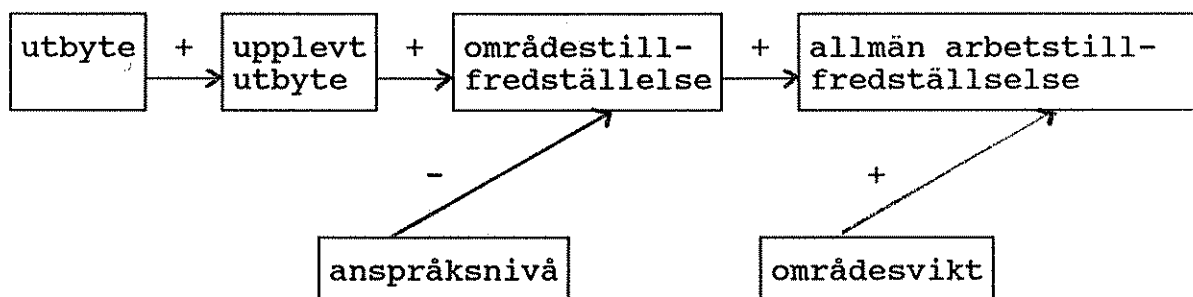 utbyte
+
upplevt
utbyte
+
områdestill-
fredställelse
+
allmän arbetstill-
fredställselse
-
+
anspråksnivå
områdesvikt